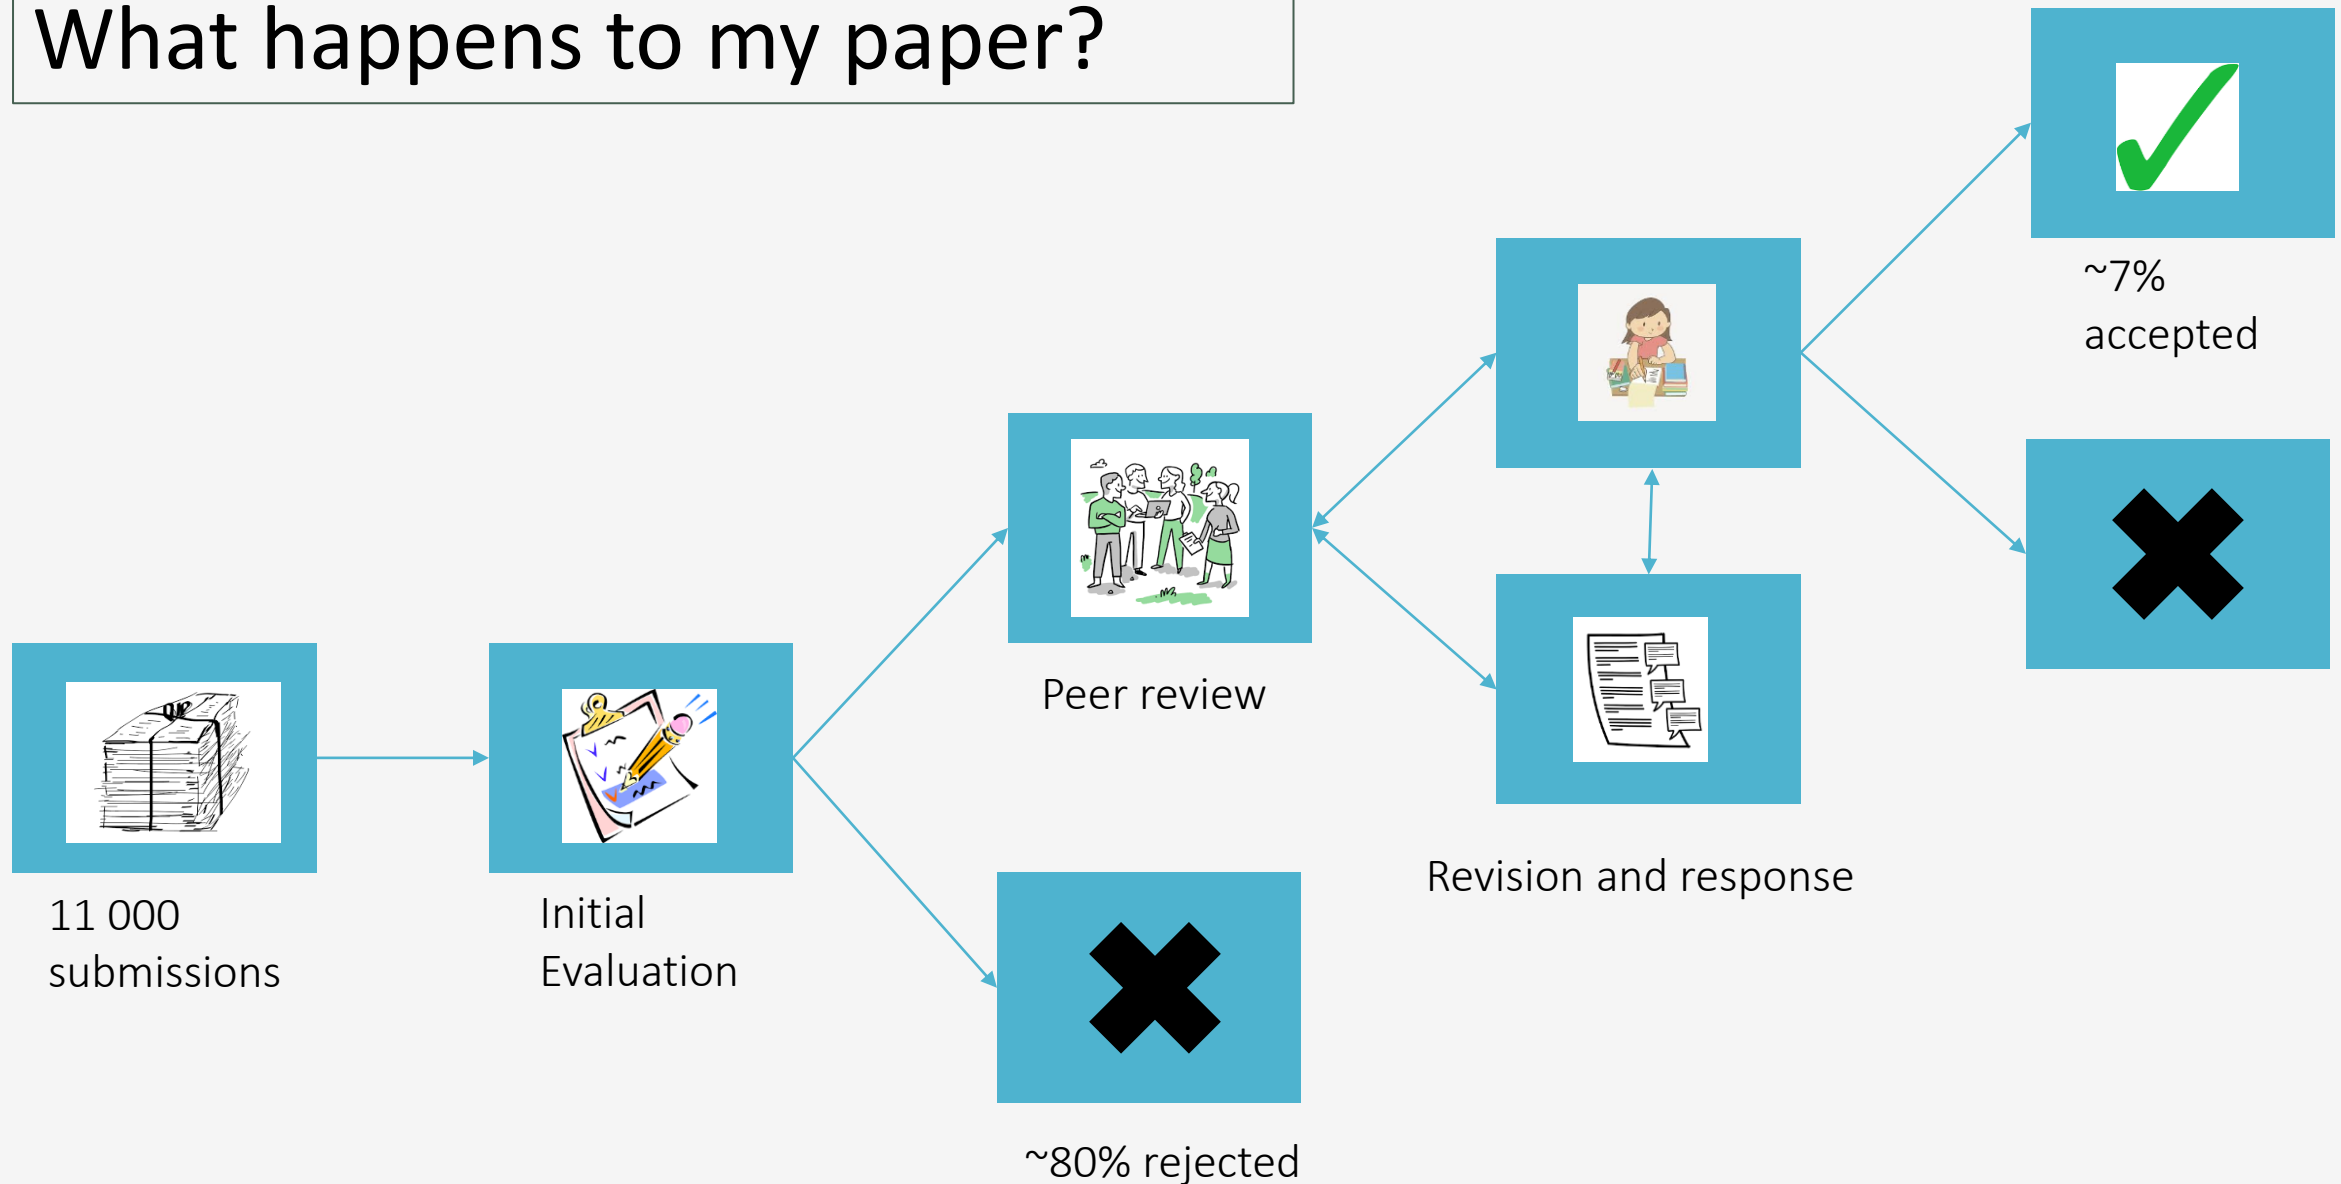 What happens to my paper?
~7%
accepted
Peer review
Revision and response
11 000
submissions
Initial
Evaluation
~80% rejected